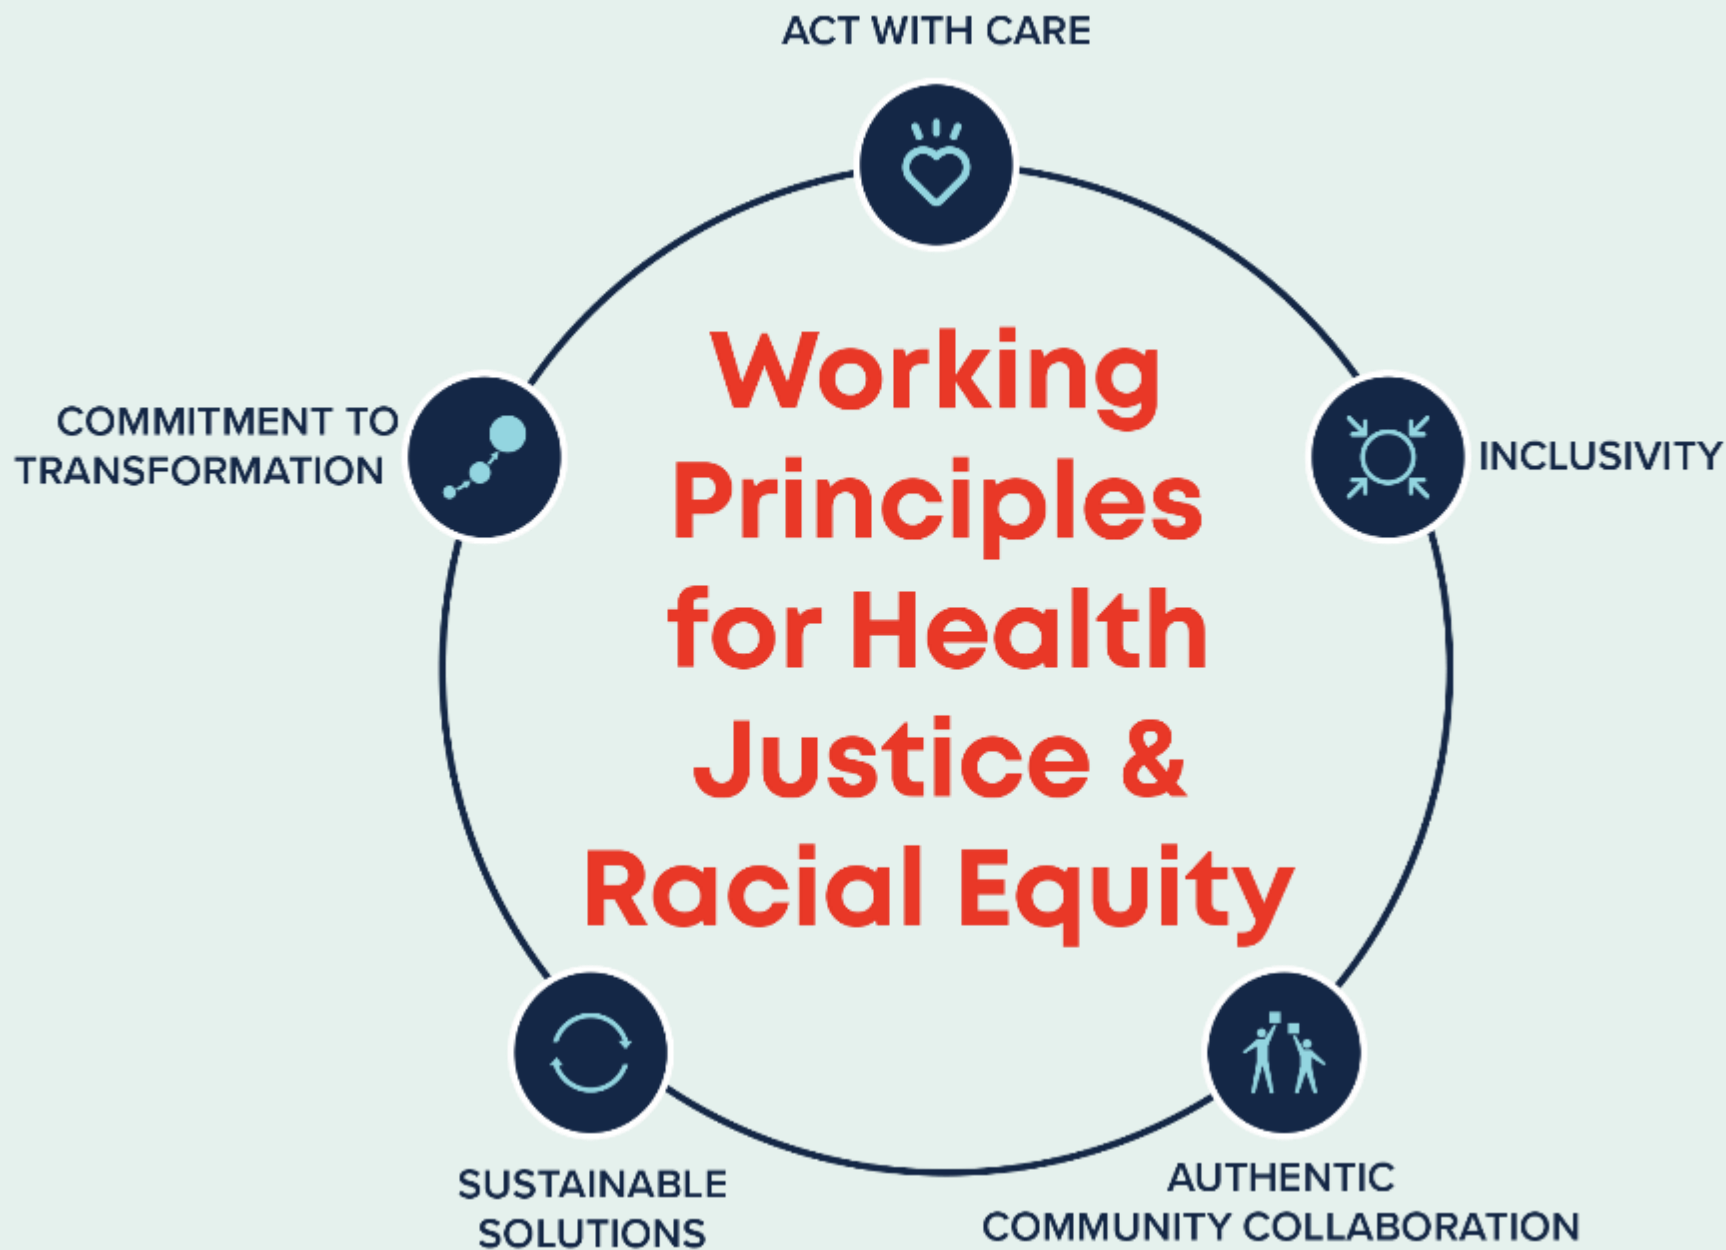 ACT WITH CARE
COMMITMENT TO
TRANSFORMATION
INCLUSIVITY
Working
Principles
for Health
Justice &
Racial Equity
SUSTAINABLE
SOLUTIONS
AUTHENTIC
COMMUNITY COLLABORATION